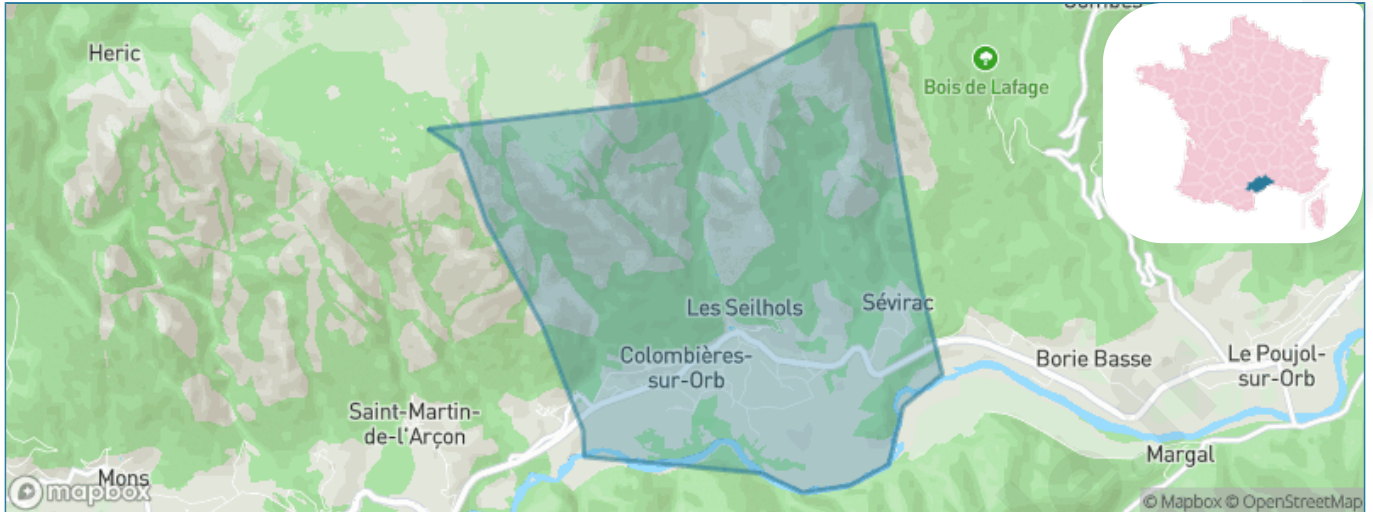 Heric
Bois de Lafage
Les Seilhols
Sévirac
Colombières-
sur-Orb
Borie Basse
Le Poujol-
sur-Orb
Saint-Martin-
de-l'Arçon
Margal
Mons
mapbox
© Mapbox © OpenStreetMap